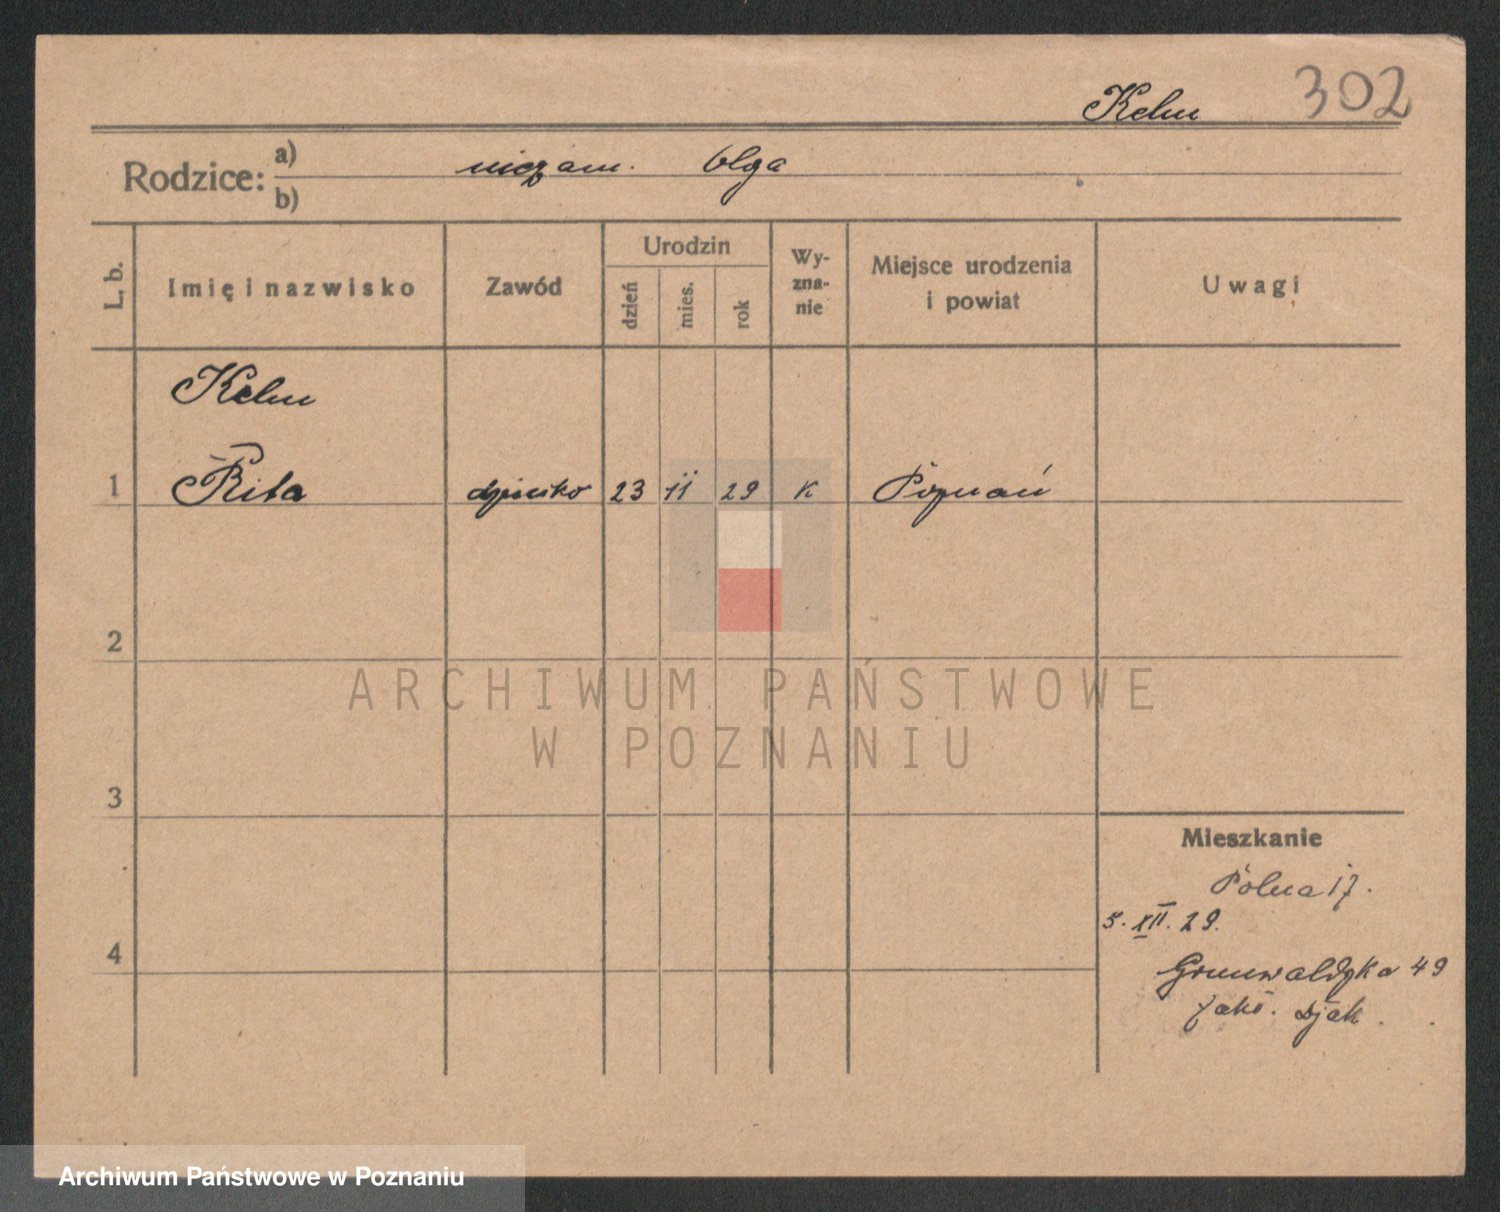 302
Kelm
Rodzice: a) niezam. Olga
b)
L. b.
Imię i nazwisko
Zawód
Urodzin
dzień
mies.
rok
Wy-
zna-
nie
Miejsce urodzenia
i powiat
Uwagi
Kelm
1 Rita dziecko 23 11 29 K Poznań
2
3
4
Mieszkanie
Polna 17.
5. XII. 29.
Grunwaldzka 49
ARCHIWUM PAŃSTWOWE
W POZNANIU
Archiwum Państwowe w Poznaniu